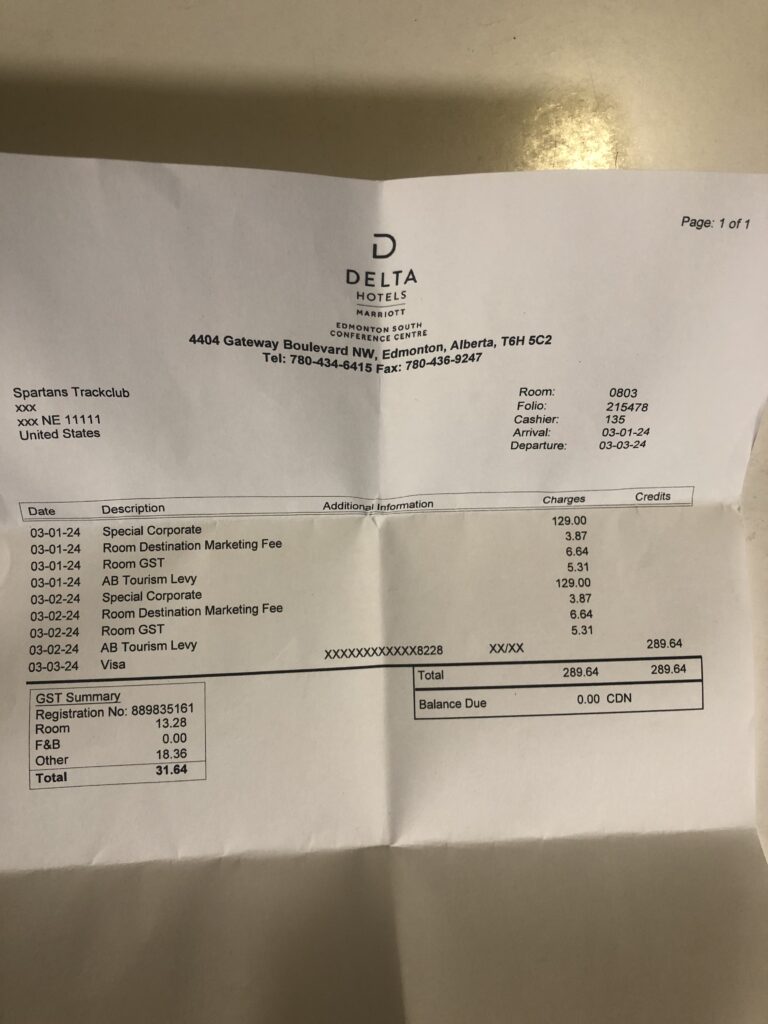 Page: 1 of 1
D
DELTA
HOTELS
MARRIOTT
EDMONTON SOUTH
CONFERENCE CENTRE
4404 Gateway Boulevard NW, Edmonton, Alberta, T6H 5C2
Tel: 780-434-6415 Fax: 780-436-9247
Spartans Trackclub
xxx
xxx NE 11111
United States
Room: 0803
Folio: 215478
Cashier: 135
Arrival: 03-01-24
Departure: 03-03-24
Date Description Additional Information Charges Credits
03-01-24 Special Corporate 129.00
03-01-24 Room Destination Marketing Fee 3.87
03-01-24 Room GST 6.64
03-01-24 AB Tourism Levy 5.31
03-02-24 Special Corporate 129.00
03-02-24 Room Destination Marketing Fee 3.87
03-02-24 Room GST 6.64
03-02-24 AB Tourism Levy 5.31
03-03-24 Visa XXXXXXXXXXXX8228 XX/XX 289.64
Total 289.64 289.64
Balance Due 0.00 CDN
GST Summary
Registration No: 889835161
Room 13.28
F&B 0.00
Other 18.36
Total 31.64